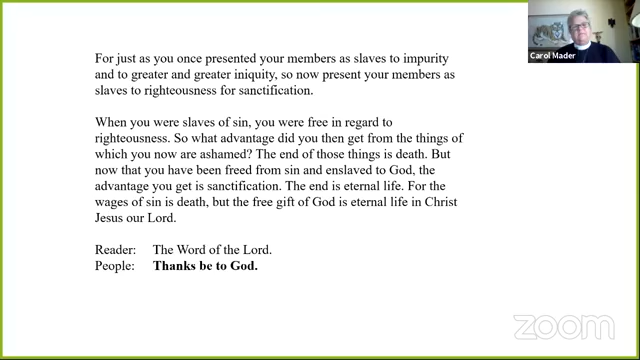 For just as you once presented your members as slaves to impurity
and to greater and greater iniquity, so now present your members as
slaves to righteousness for sanctification.
When you were slaves of sin, you were free in regard to
righteousness. So what advantage did you then get from the things of
which you now are ashamed? The end of those things is death. But
now that you have been freed from sin and enslaved to God, the
advantage you get is sanctification. The end is eternal life. For the
wages of sin is death, but the free gift of God is eternal life in Christ
Jesus our Lord.
Reader: The Word of the Lord.
People: Thanks be to God.
Carol Mader
zoom